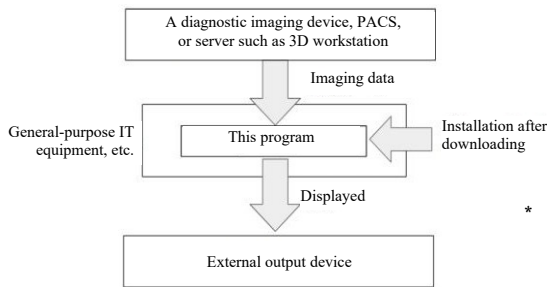 A diagnostic imaging device, PACS,
or server such as 3D workstation
Imaging data
General-purpose IT
equipment, etc.
This program
Installation after
downloading
Displayed
*
External output device